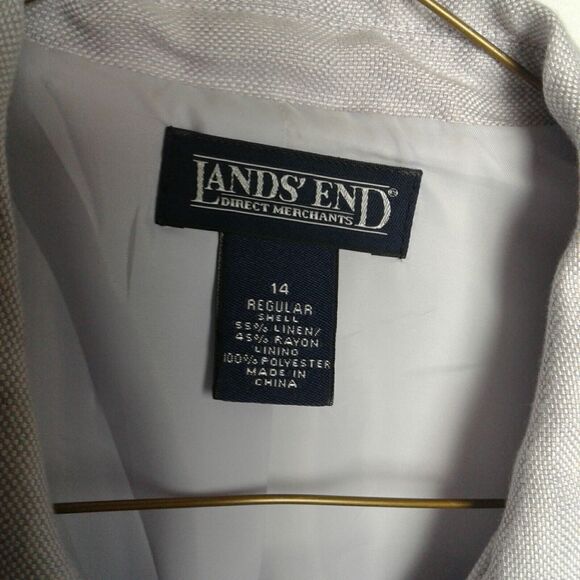 LANDS' END®
DIRECT MERCHANTS
14
REGULAR
SHELL
55% LINEN/
45% RAYON
LINING
100% POLYESTER
MADE IN
CHINA